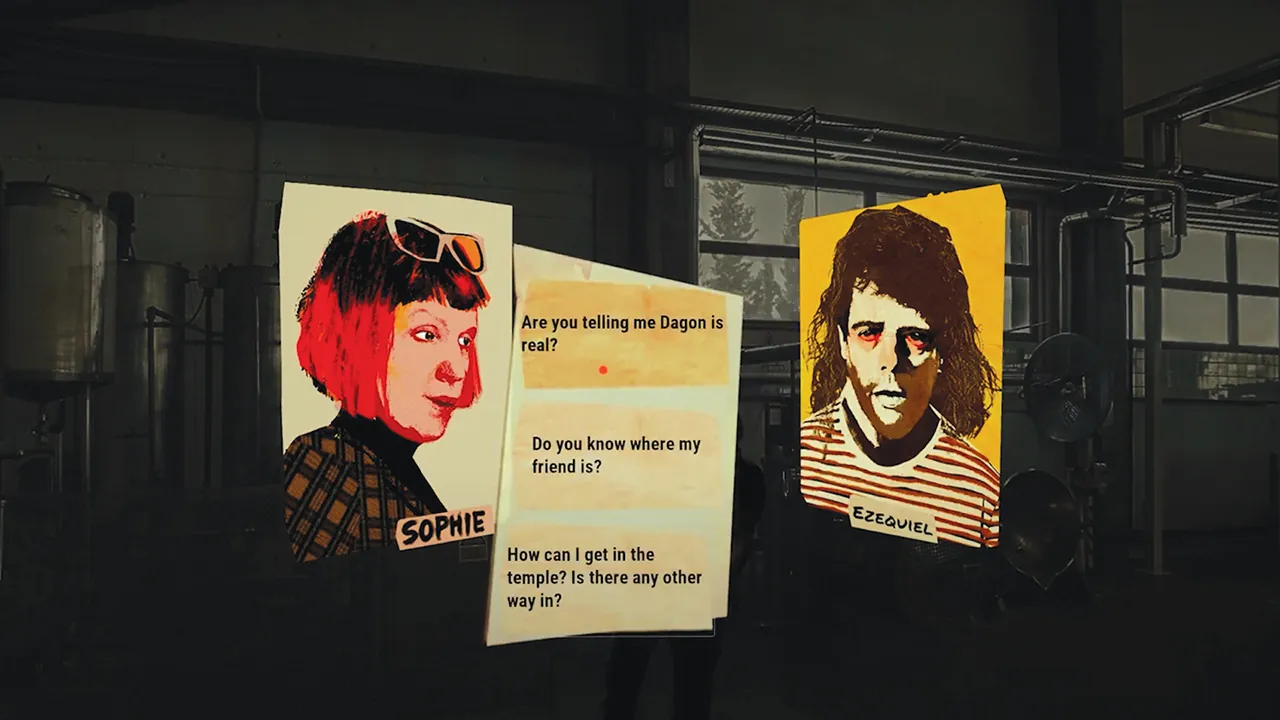 Are you telling me Dagon is
real?
Do you know where my
friend is?
How can I get in the
temple? Is there any other
way in?
SOPHIE
EZEQUIEL